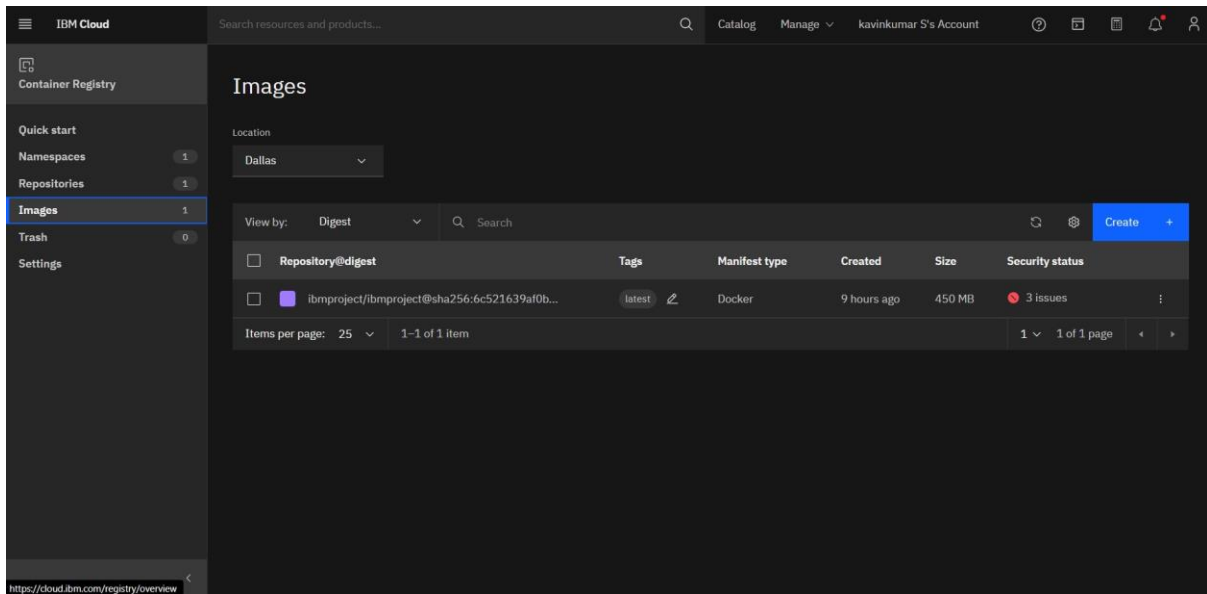 IBM Cloud
Search resources and products...
Catalog
Manage
kavinkumar S's Account
Container Registry
Quick start
Namespaces 1
Repositories 1
Images 1
Trash 0
Settings
Images
Location
Dallas
View by: Digest
Search
Create +
Repository@digest Tags Manifest type Created Size Security status
ibmproject/ibmproject@sha256:6c521639af0b... latest Docker 9 hours ago 450 MB 3 issues
Items per page: 25 1–1 of 1 item 1 1 of 1 page
https://cloud.ibm.com/registry/overview